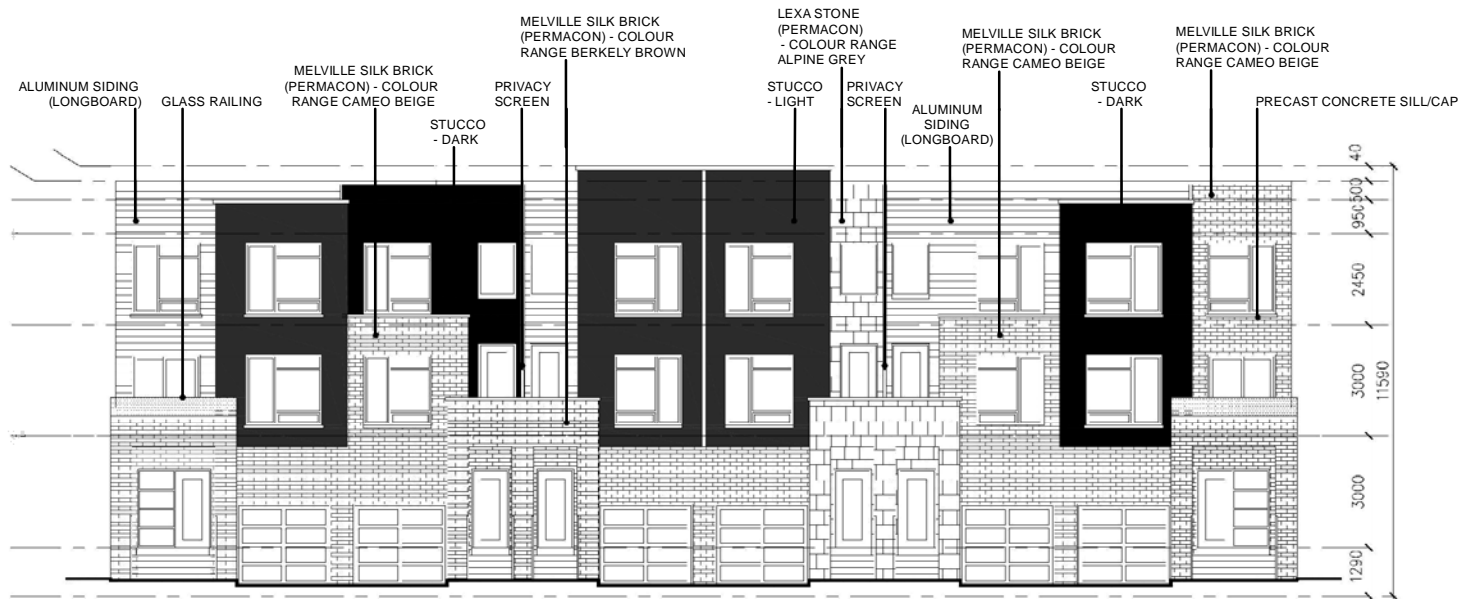 ALUMINUM SIDING
(LONGBOARD)
GLASS RAILING
MELVILLE SILK BRICK
(PERMACON) - COLOUR
RANGE CAMEO BEIGE
STUCCO
- DARK
PRIVACY
SCREEN
MELVILLE SILK BRICK
(PERMACON) - COLOUR
RANGE BERKELY BROWN
STUCCO
- LIGHT
LEXA STONE
(PERMACON)
- COLOUR RANGE
ALPINE GREY
PRIVACY
SCREEN
ALUMINUM
SIDING
(LONGBOARD)
MELVILLE SILK BRICK
(PERMACON) - COLOUR
RANGE CAMEO BEIGE
STUCCO
- DARK
MELVILLE SILK BRICK
(PERMACON) - COLOUR
RANGE CAMEO BEIGE
PRECAST CONCRETE SILL/CAP
40
500
950
2450
3000
11590
3000
1290